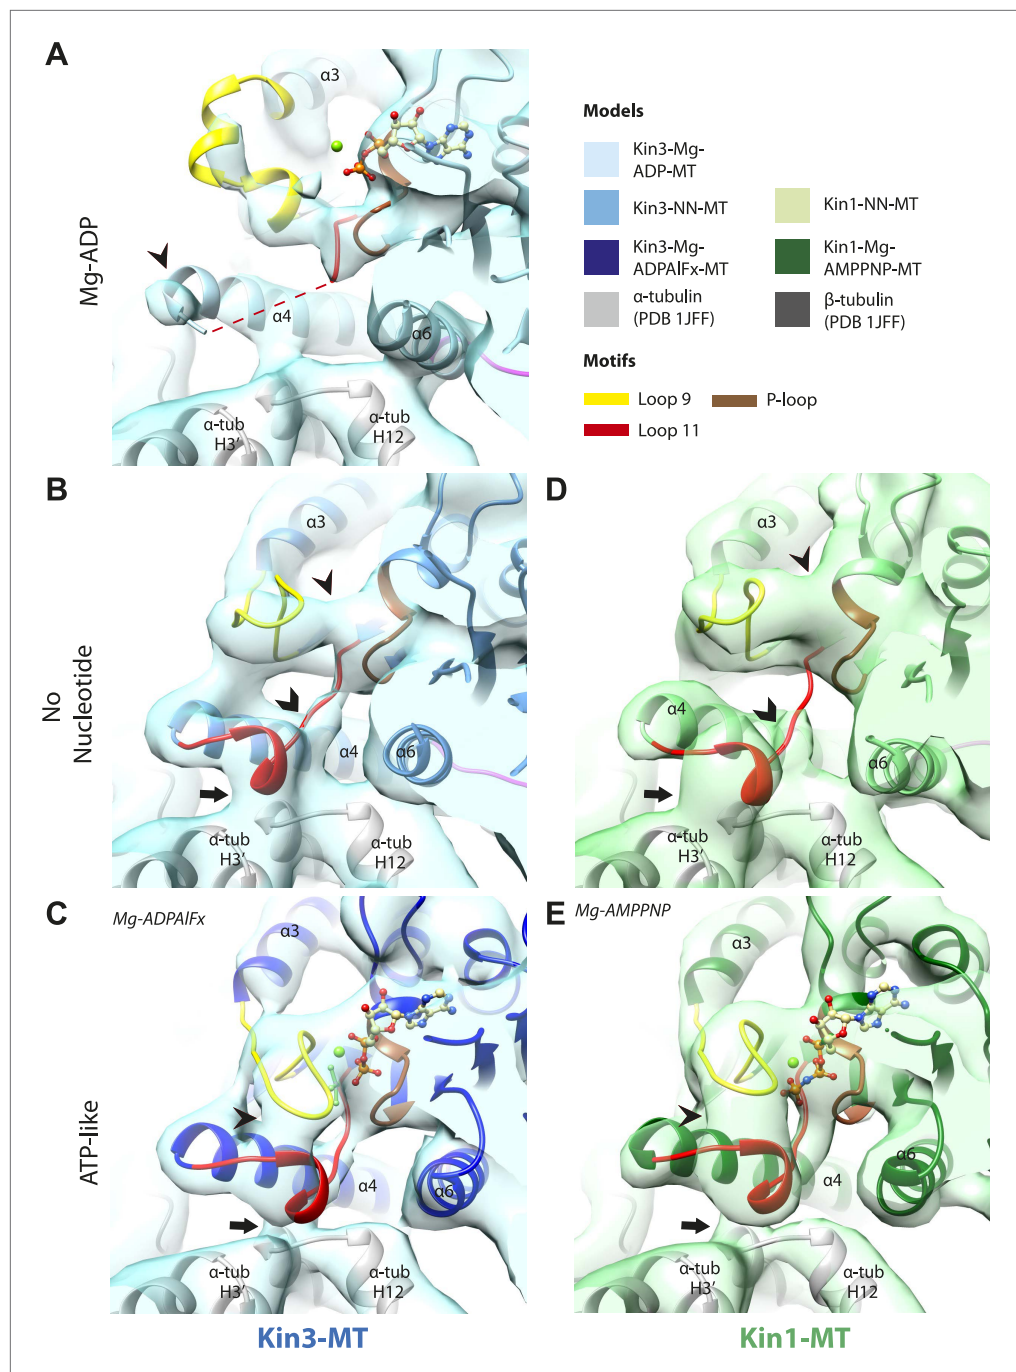 A
α3
Mg-ADP
α4
α6
α-tub
H3′
α-tub
H12
Models
Kin3-Mg-
ADP-MT
Kin3-NN-MT
Kin1-NN-MT
Kin3-Mg-
ADPAlFx-MT
Kin1-Mg-
AMPPNP-MT
α-tubulin
(PDB 1JFF)
β-tubulin
(PDB 1JFF)
Motifs
Loop 9
P-loop
Loop 11
B
α3
No
Nucleotide
α4
α6
α-tub
H3′
α-tub
H12
D
α3
α4
α6
α-tub
H3′
α-tub
H12
C
Mg-ADPAlFx
α3
ATP-like
α4
α6
α-tub
H3′
α-tub
H12
Kin3-MT
E
Mg-AMPPNP
α3
α6
α4
α-tub
H3′
α-tub
H12
Kin1-MT